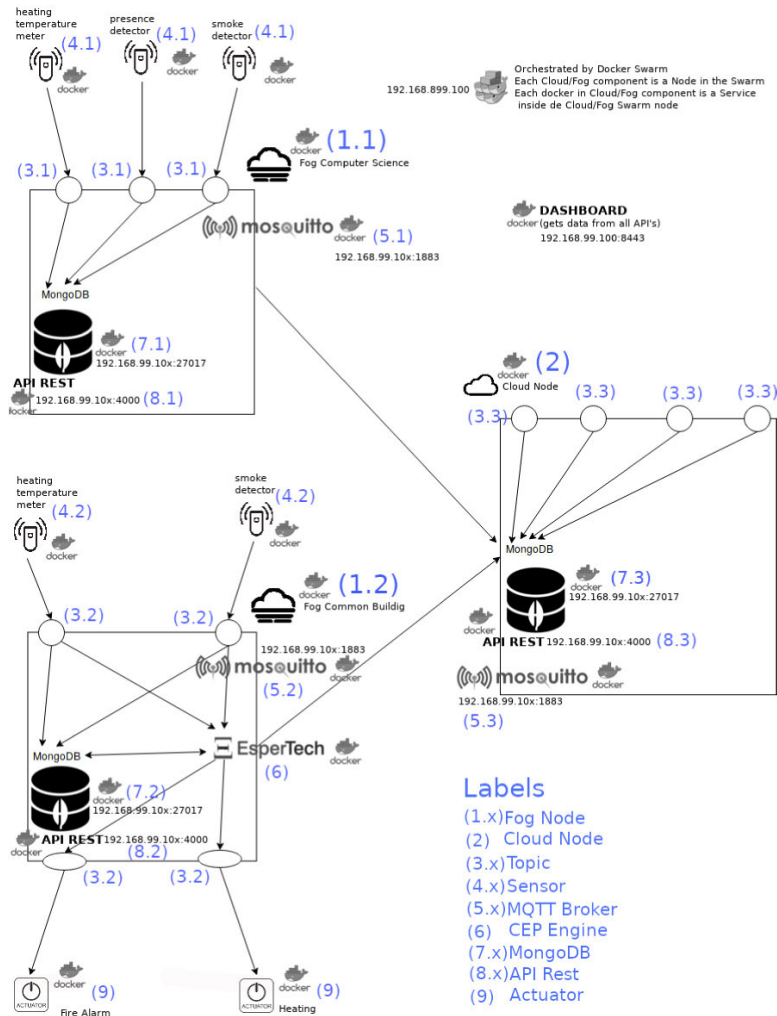 heating
temperature
meter
(4.1)
docker
presence
detector
(4.1)
docker
smoke
detector
(4.1)
docker
192.168.899.100
Orchestrated by Docker Swarm
Each Cloud/Fog component is a Node in the Swarm
Each docker in Cloud/Fog component is a Service
inside de Cloud/Fog Swarm node
docker
(1.1)
Fog Computer Science
(3.1)
(3.1)
(3.1)
mosquitto
docker
(5.1)
192.168.99.10x:1883
docker
DASHBOARD
(gets data from all API's)
192.168.99.100:8443
MongoDB
docker
(7.1)
192.168.99.10x:27017
API REST
docker
192.168.99.10x:4000
(8.1)
docker
(2)
Cloud Node
(3.3)
(3.3)
(3.3)
(3.3)
MongoDB
docker
(7.3)
192.168.99.10x:27017
docker
API REST
192.168.99.10x:4000
(8.3)
mosquitto
docker
192.168.99.10x:1883
(5.3)
heating
temperature
meter
(4.2)
docker
smoke
detector
(4.2)
docker
docker
(1.2)
Fog Common Buildig
(3.2)
(3.2)
192.168.99.10x:1883
mosquitto
docker
(5.2)
MongoDB
EsperTech
docker
(6)
docker
(7.2)
192.168.99.10x:27017
docker
API REST
192.168.99.10x:4000
(8.2)
(3.2)
(3.2)
docker
(9)
ACTUATOR
Fire Alarm
docker
(9)
ACTUATOR
Heating
Labels
(1.x)Fog Node
(2) Cloud Node
(3.x)Topic
(4.x)Sensor
(5.x)MQTT Broker
(6) CEP Engine
(7.x)MongoDB
(8.x)API Rest
(9) Actuator